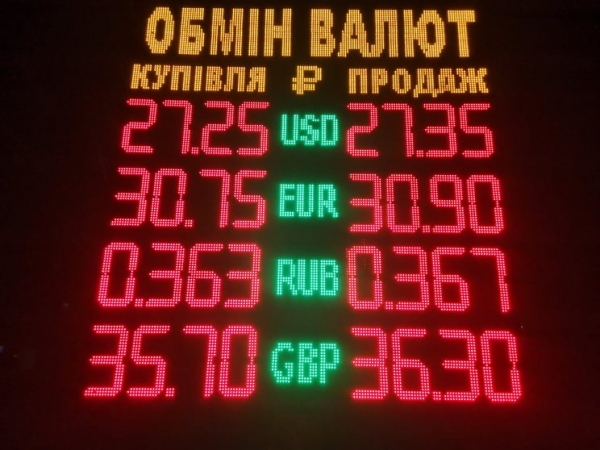 ОБМІН ВАЛЮТ
КУПІВЛЯ ₽ ПРОДАЖ
27.25 USD 27.35
30.75 EUR 30.90
0.363 RUB 0.367
35.70 GBP 36.30